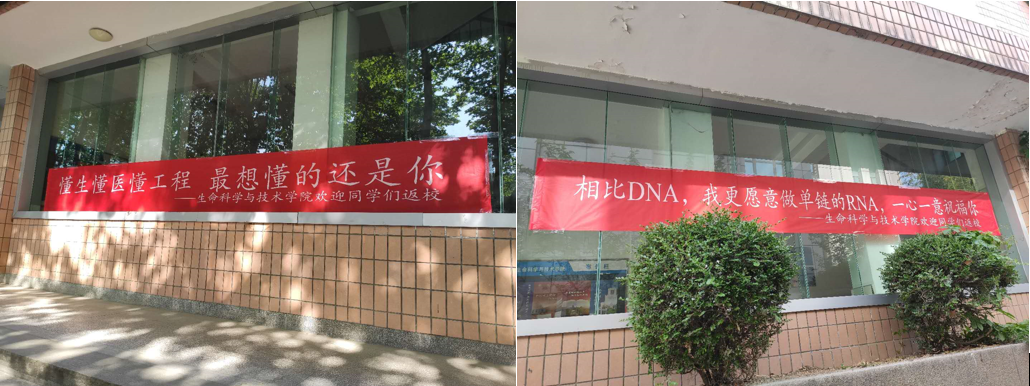 懂生懂医懂工程 最想懂的还是你
——生命科学与技术学院欢迎同学们返校
相比DNA，我更愿意做单链的RNA，一心一意祝福你
——生命科学与技术学院欢迎同学们返校